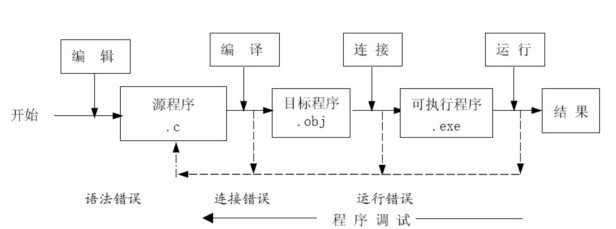 编 辑
编 译
连 接
运 行
开始
源程序
.c
目标程序
.obj
可执行程序
.exe
结 果
语法错误
连接错误
运行错误
程 序 调 试